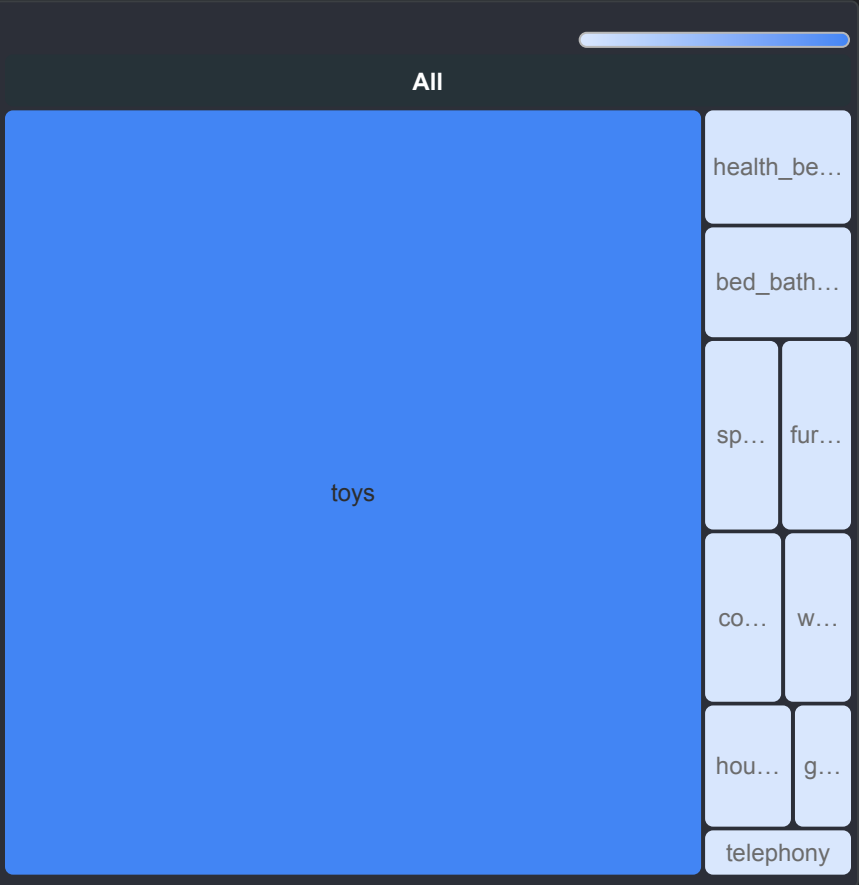 All
health_be…
bed_bath…
sp…
fur…
toys
co…
w…
hou…
g…
telephony